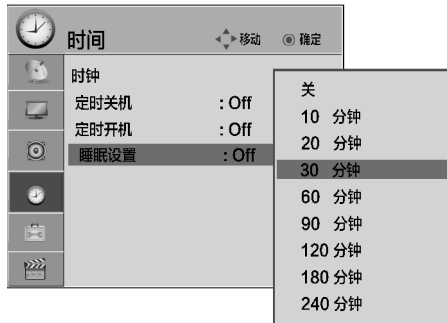 时间 移动 确定
时钟
定时关机 : Off
定时开机 : Off
睡眠设置 : Off
关
10 分钟
20 分钟
30 分钟
60 分钟
90 分钟
120 分钟
180 分钟
240 分钟